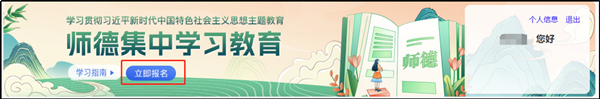 学习贯彻习近平新时代中国特色社会主义思想主题教育
师德集中学习教育
学习指南
立即报名
师德
个人信息 退出
您好